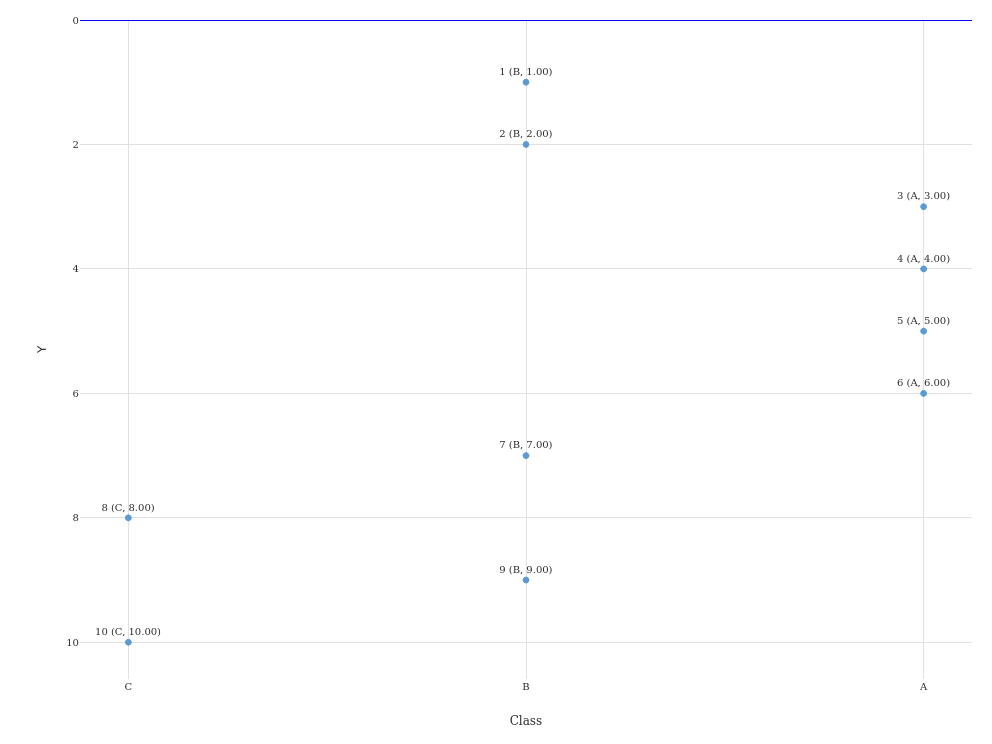 0
1 (B, 1.00)
2 (B, 2.00)
2
3 (A, 3.00)
4 (A, 4.00)
4
5 (A, 5.00)
Y
6 (A, 6.00)
6
7 (B, 7.00)
8 (C, 8.00)
8
9 (B, 9.00)
10 (C, 10.00)
10
C B A
Class